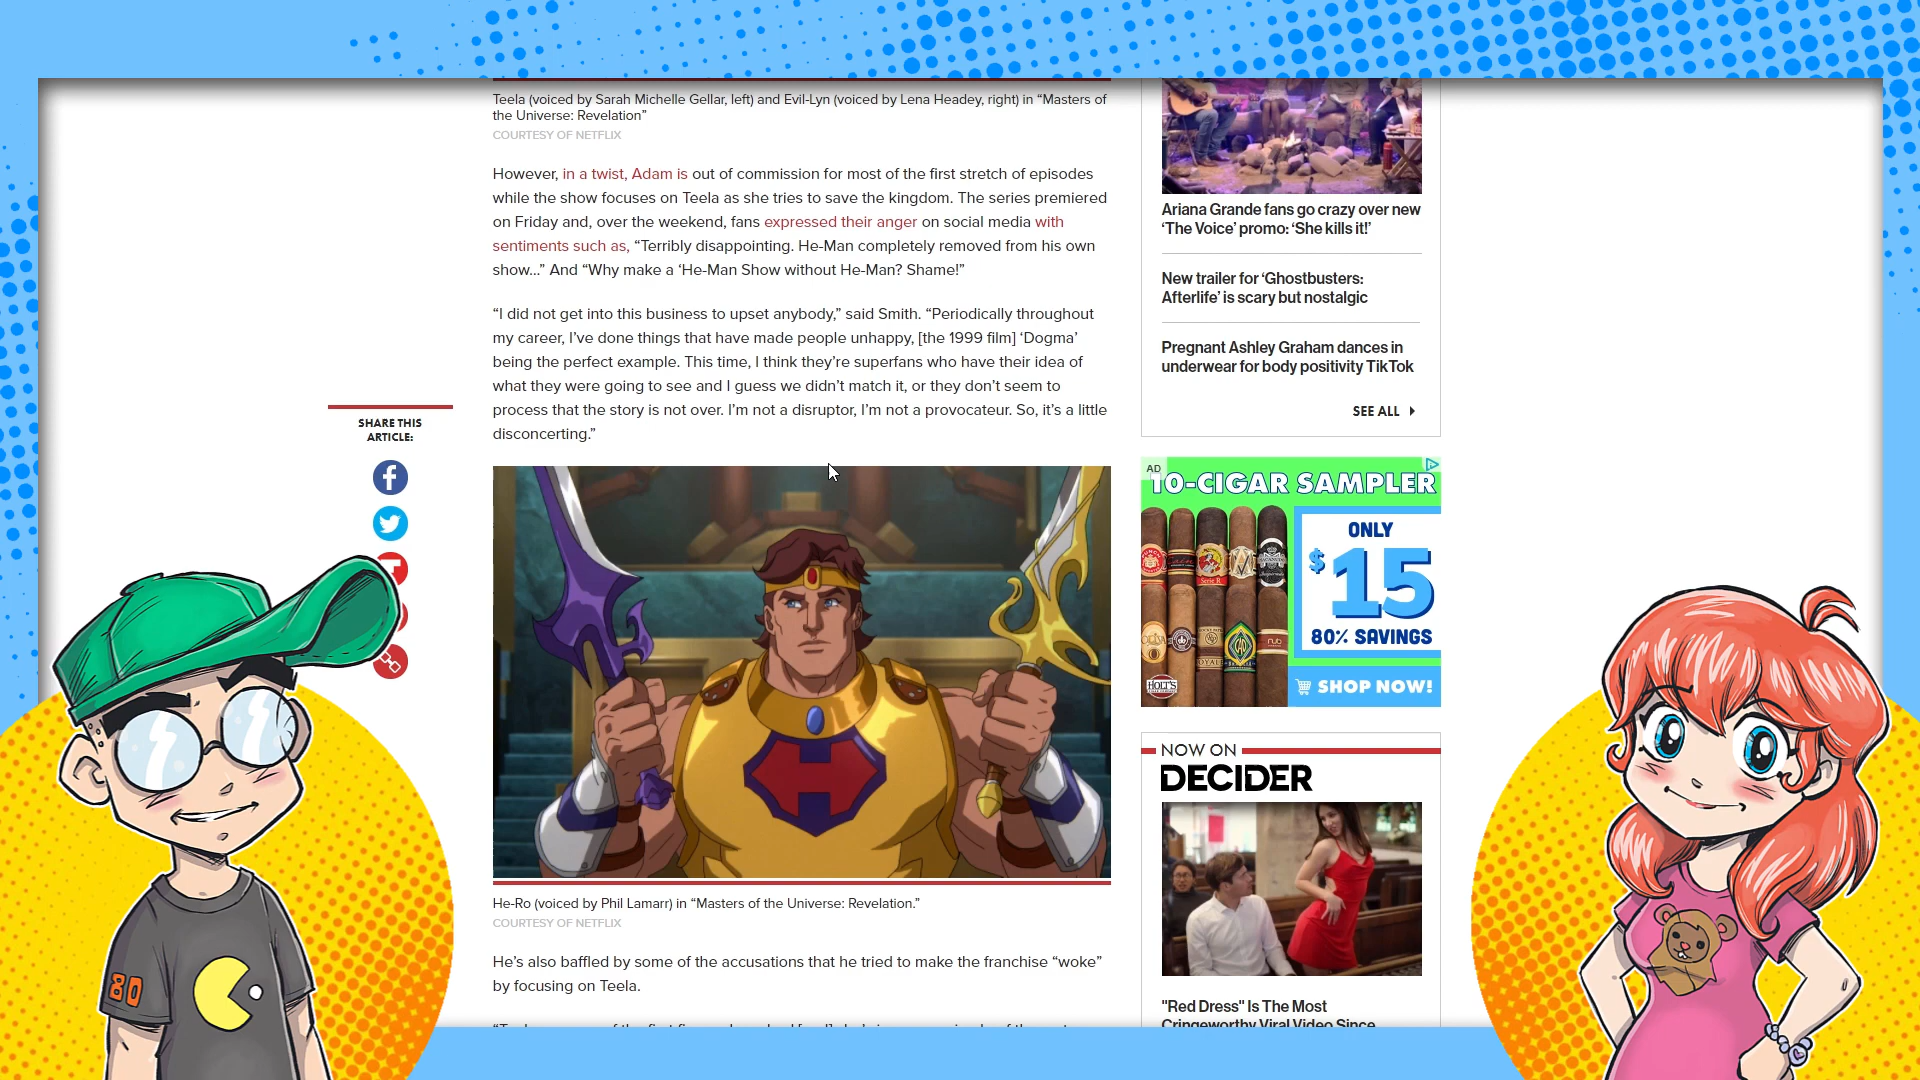 Teela (voiced by Sarah Michelle Gellar, left) and Evil-Lyn (voiced by Lena Headey, right) in “Masters of
the Universe: Revelation”
COURTESY OF NETFLIX
However, in a twist, Adam is out of commission for most of the first stretch of episodes
while the show focuses on Teela as she tries to save the kingdom. The series premiered
on Friday and, over the weekend, fans expressed their anger on social media with
sentiments such as, “Terribly disappointing. He-Man completely removed from his own
show...” And “Why make a ‘He-Man Show without He-Man? Shame!”
“I did not get into this business to upset anybody,” said Smith. “Periodically throughout
my career, I’ve done things that have made people unhappy, [the 1999 film] ‘Dogma’
being the perfect example. This time, I think they’re superfans who have their idea of
what they were going to see and I guess we didn’t match it, or they don’t seem to
process that the story is not over. I’m not a disruptor, I’m not a provocateur. So, it’s a little
disconcerting.”
SHARE THIS
ARTICLE:
He-Ro (voiced by Phil Lamarr) in “Masters of the Universe: Revelation.”
COURTESY OF NETFLIX
He’s also baffled by some of the accusations that he tried to make the franchise “woke”
by focusing on Teela.
Ariana Grande fans go crazy over new
‘The Voice’ promo: ‘She kills it!’
New trailer for ‘Ghostbusters:
Afterlife’ is scary but nostalgic
Pregnant Ashley Graham dances in
underwear for body positivity TikTok
SEE ALL
AD
10-CIGAR SAMPLER
ONLY
$15
80% SAVINGS
HOLT'S
SHOP NOW!
NOW ON
DECIDER
"Red Dress" Is The Most
Cringeworthy Viral Video Since
80